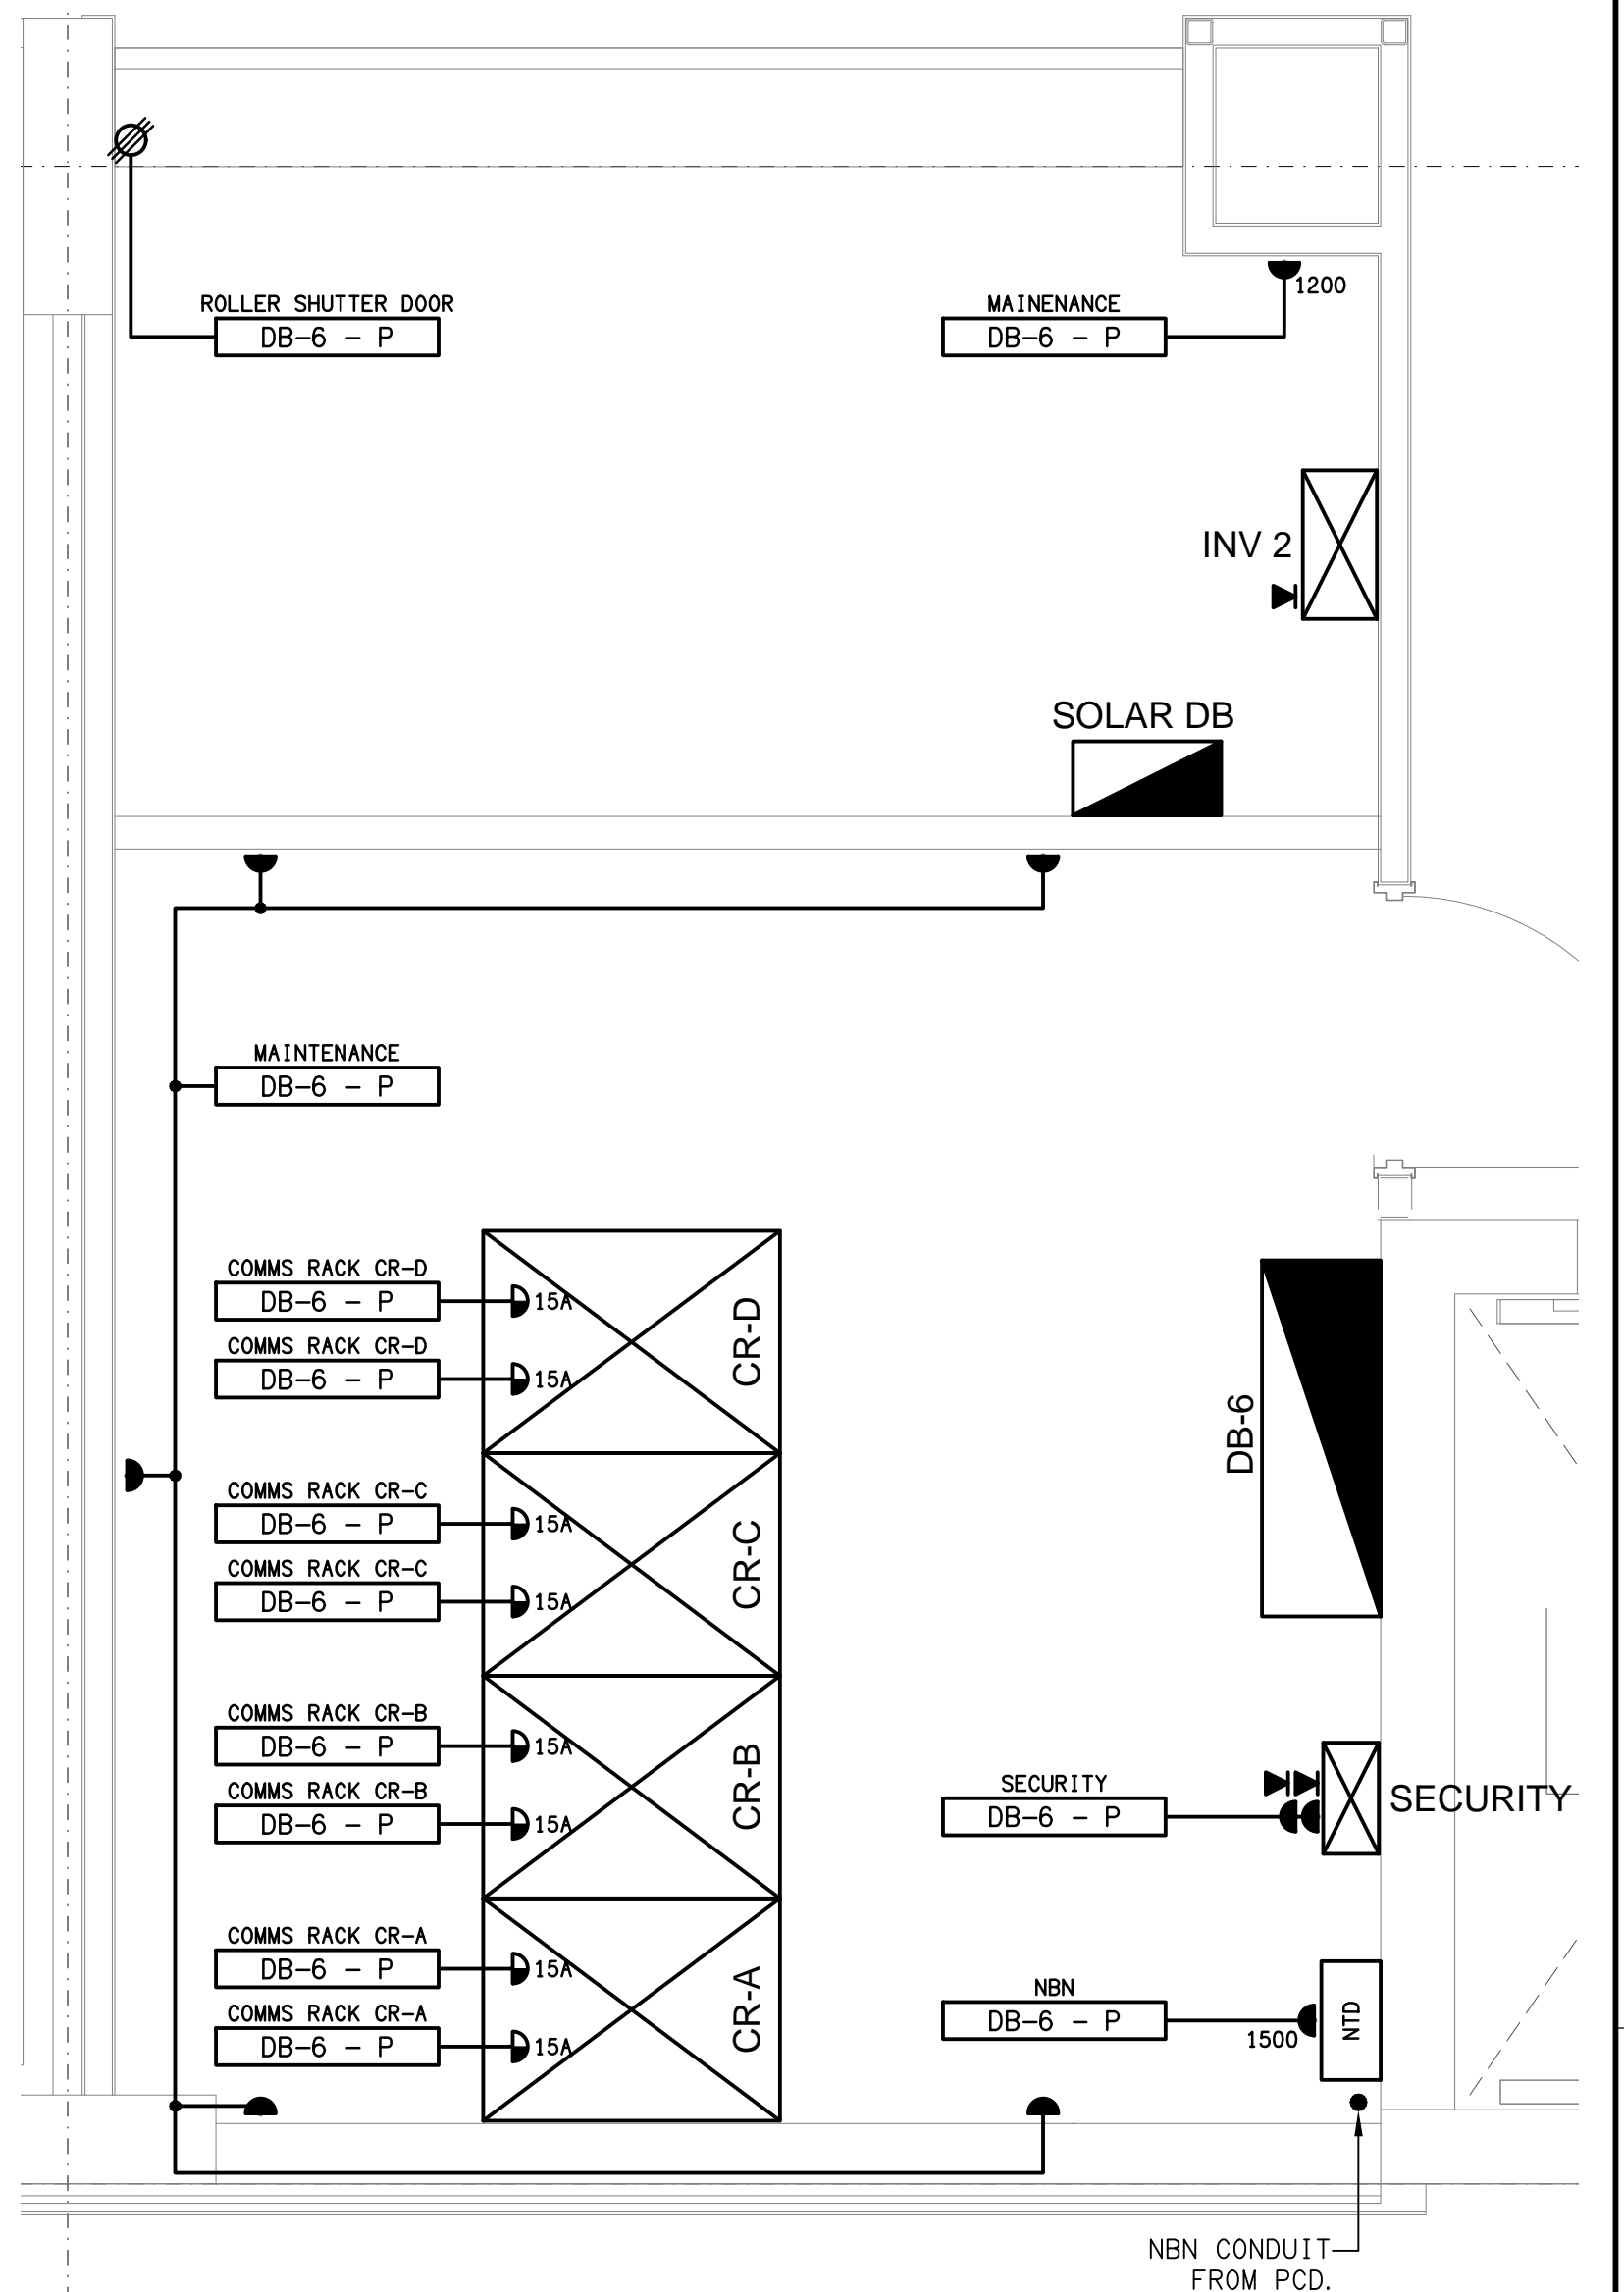 ROLLER SHUTTER DOOR
DB-6 - P
MAINENANCE
DB-6 - P
1200
INV 2
SOLAR DB
MAINTENANCE
DB-6 - P
COMMS RACK CR-D
DB-6 - P
15A
COMMS RACK CR-D
DB-6 - P
15A
CR-D
COMMS RACK CR-C
DB-6 - P
15A
COMMS RACK CR-C
DB-6 - P
15A
CR-C
COMMS RACK CR-B
DB-6 - P
15A
COMMS RACK CR-B
DB-6 - P
15A
CR-B
COMMS RACK CR-A
DB-6 - P
15A
COMMS RACK CR-A
DB-6 - P
15A
CR-A
DB-6
SECURITY
DB-6 - P
SECURITY
NBN
DB-6 - P
1500
NTD
NBN CONDUIT
FROM PCD.